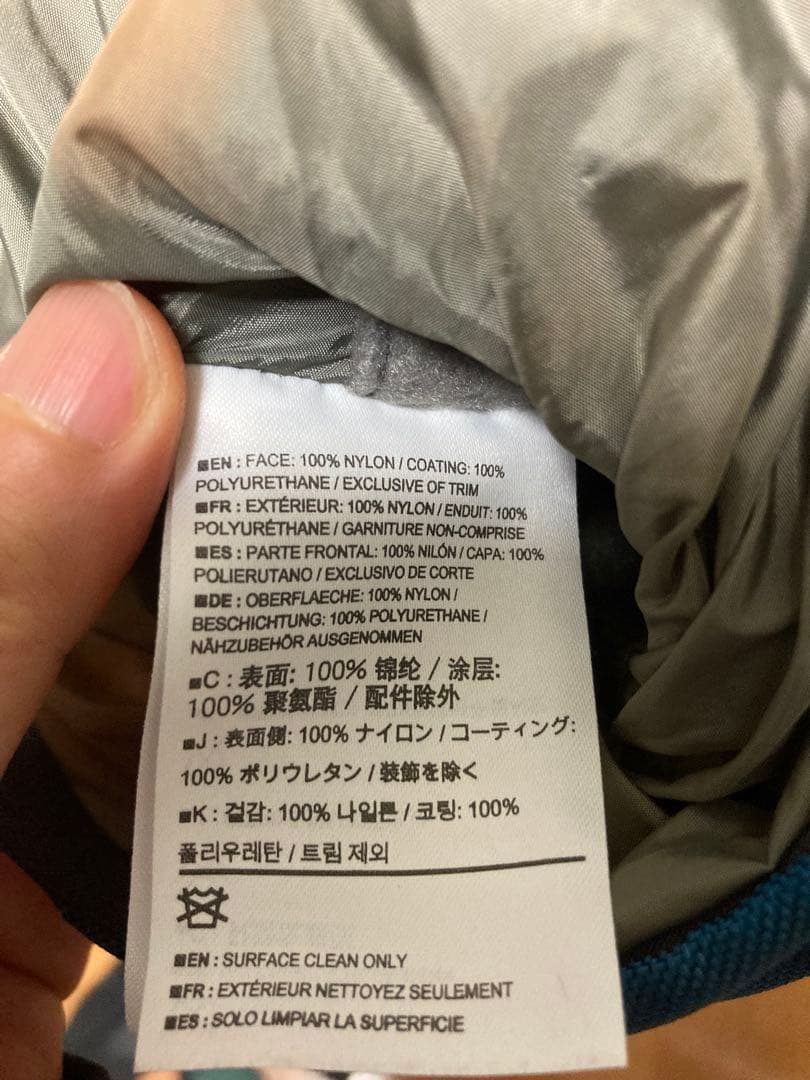 ■EN : FACE: 100% NYLON / COATING: 100%
POLYURETHANE / EXCLUSIVE OF TRIM
■FR : EXTÉRIEUR: 100% NYLON / ENDUIT: 100%
POLYURÉTHANE / GARNITURE NON-COMPRISE
■ES : PARTE FRONTAL: 100% NILÓN / CAPA: 100%
POLIERUTANO / EXCLUSIVO DE CORTE
■DE : OBERFLAECHE: 100% NYLON /
BESCHICHTUNG: 100% POLYURETHANE /
NÄHZUBEHÖR AUSGENOMMEN
■C : 表面: 100% 锦纶 / 涂层:
100% 聚氨酯 / 配件除外
■J : 表面側: 100% ナイロン / コーティング:
100% ポリウレタン / 装飾を除く
■K : 겉감: 100% 나일론 / 코팅: 100%
폴리우레탄 / 트림 제외
■EN : SURFACE CLEAN ONLY
■FR : EXTÉRIEUR NETTOYEZ SEULEMENT
■ES : SOLO LIMPIAR LA SUPERFICIE